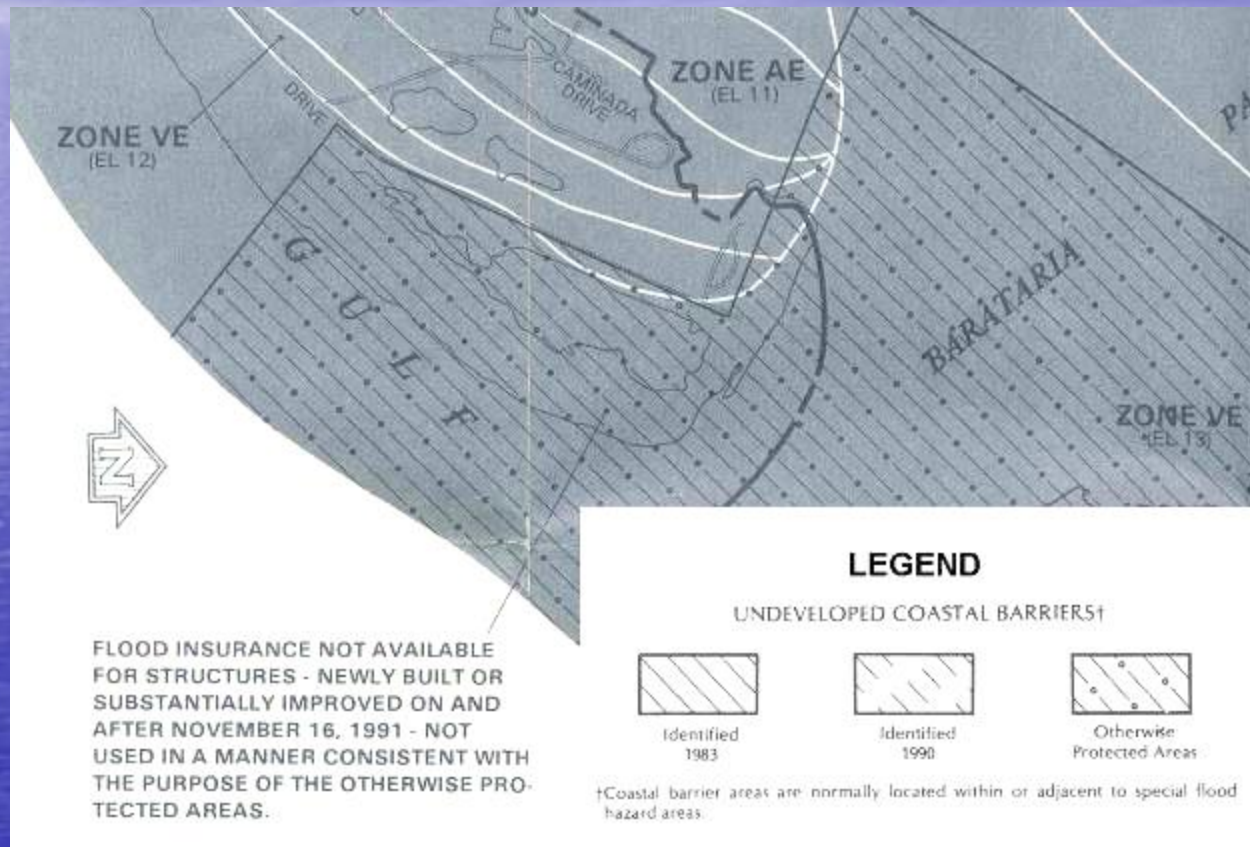 ZONE AE
(EL 11)
CAMINADA
DRIVE
DRIVE
ZONE VE
(EL 12)
PA
GULF
BARATARIA
ZONE VE
(EL 13)
N
LEGEND
UNDEVELOPED COASTAL BARRIERS†
Identified
1983
Identified
1990
Otherwise
Protected Areas
†Coastal barrier areas are normally located within or adjacent to special flood
hazard areas.
FLOOD INSURANCE NOT AVAILABLE
FOR STRUCTURES - NEWLY BUILT OR
SUBSTANTIALLY IMPROVED ON AND
AFTER NOVEMBER 16, 1991 - NOT
USED IN A MANNER CONSISTENT WITH
THE PURPOSE OF THE OTHERWISE PRO-
TECTED AREAS.